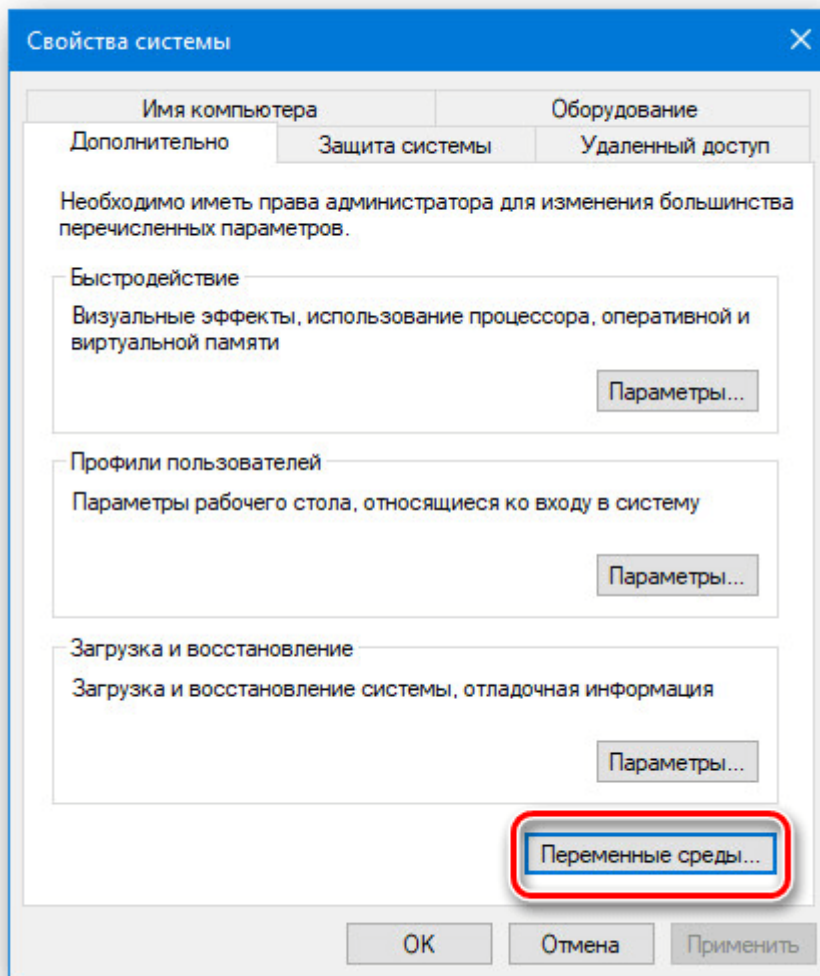 Свойства системы
Имя компьютера
Оборудование
Дополнительно
Защита системы
Удаленный доступ
Необходимо иметь права администратора для изменения большинства
перечисленных параметров.
Быстродействие
Визуальные эффекты, использование процессора, оперативной и
виртуальной памяти
Параметры...
Профили пользователей
Параметры рабочего стола, относящиеся ко входу в систему
Параметры...
Загрузка и восстановление
Загрузка и восстановление системы, отладочная информация
Параметры...
Переменные среды...
ОК
Отмена
Применить